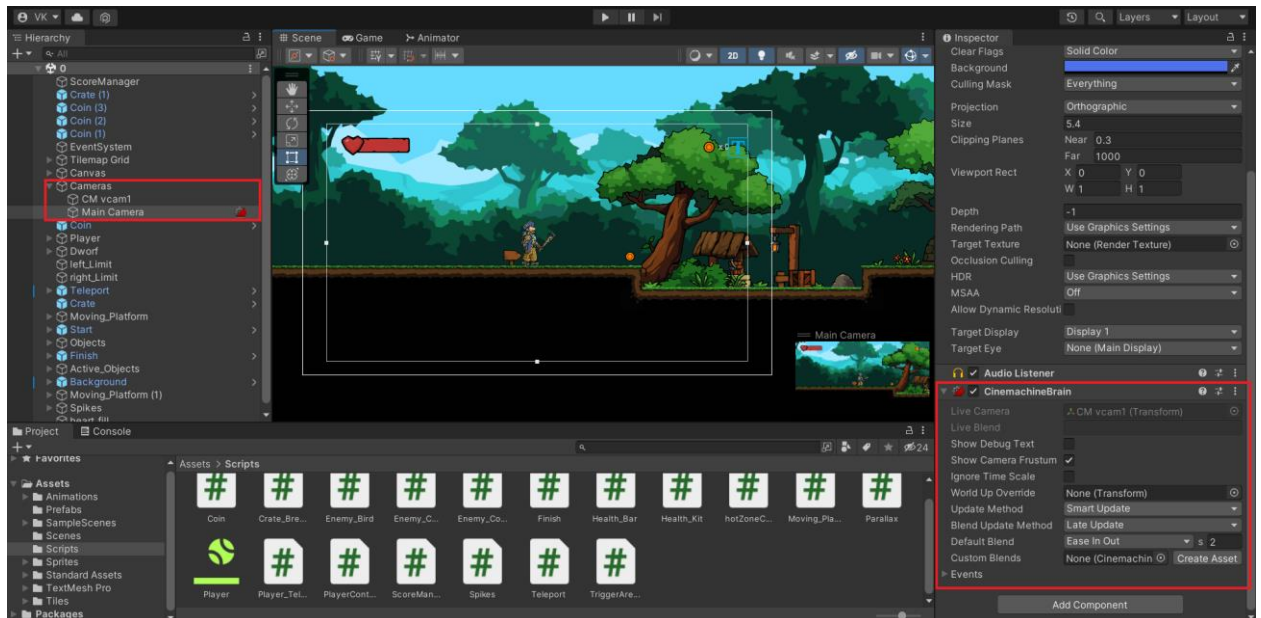 VK
Layers
Layout
Hierarchy
Scene
Game
Animator
Inspector
All
2D
0
ScoreManager
Crate (1)
Coin (3)
Coin (2)
Coin (1)
EventSystem
Tilemap Grid
Canvas
Cameras
CM vcam1
Main Camera
Coin
Player
Dworf
left_Limit
right_Limit
Teleport
Crate
Moving_Platform
Start
Objects
Finish
Active_Objects
Background
Moving_Platform (1)
Spikes
heart_fill
Main Camera
Clear Flags Solid Color
Background
Culling Mask Everything
Projection Orthographic
Size 5.4
Clipping Planes Near 0.3
Far 1000
Viewport Rect X 0 Y 0
W 1 H 1
Depth -1
Rendering Path Use Graphics Settings
Target Texture None (Render Texture)
Occlusion Culling
HDR Use Graphics Settings
MSAA Off
Allow Dynamic Resoluti
Target Display Display 1
Target Eye None (Main Display)
Audio Listener
CinemachineBrain
Live Camera CM vcam1 (Transform)
Live Blend
Show Debug Text
Show Camera Frustum
Ignore Time Scale
World Up Override None (Transform)
Update Method Smart Update
Blend Update Method Late Update
Default Blend Ease In Out s 2
Custom Blends None (Cinemachin Create Asset
Events
Add Component
Project
Console
24
Favorites
Assets
Animations
Prefabs
SampleScenes
Scenes
Scripts
Sprites
Standard Assets
TextMesh Pro
Tiles
Packages
Assets > Scripts
Coin Crate_Bre... Enemy_Bird Enemy_C... Enemy_Co... Finish Health_Bar Health_Kit hotZoneC... Moving_Pla... Parallax
Player Player_Tel... PlayerCont... ScoreMan... Spikes Teleport TriggerAre...